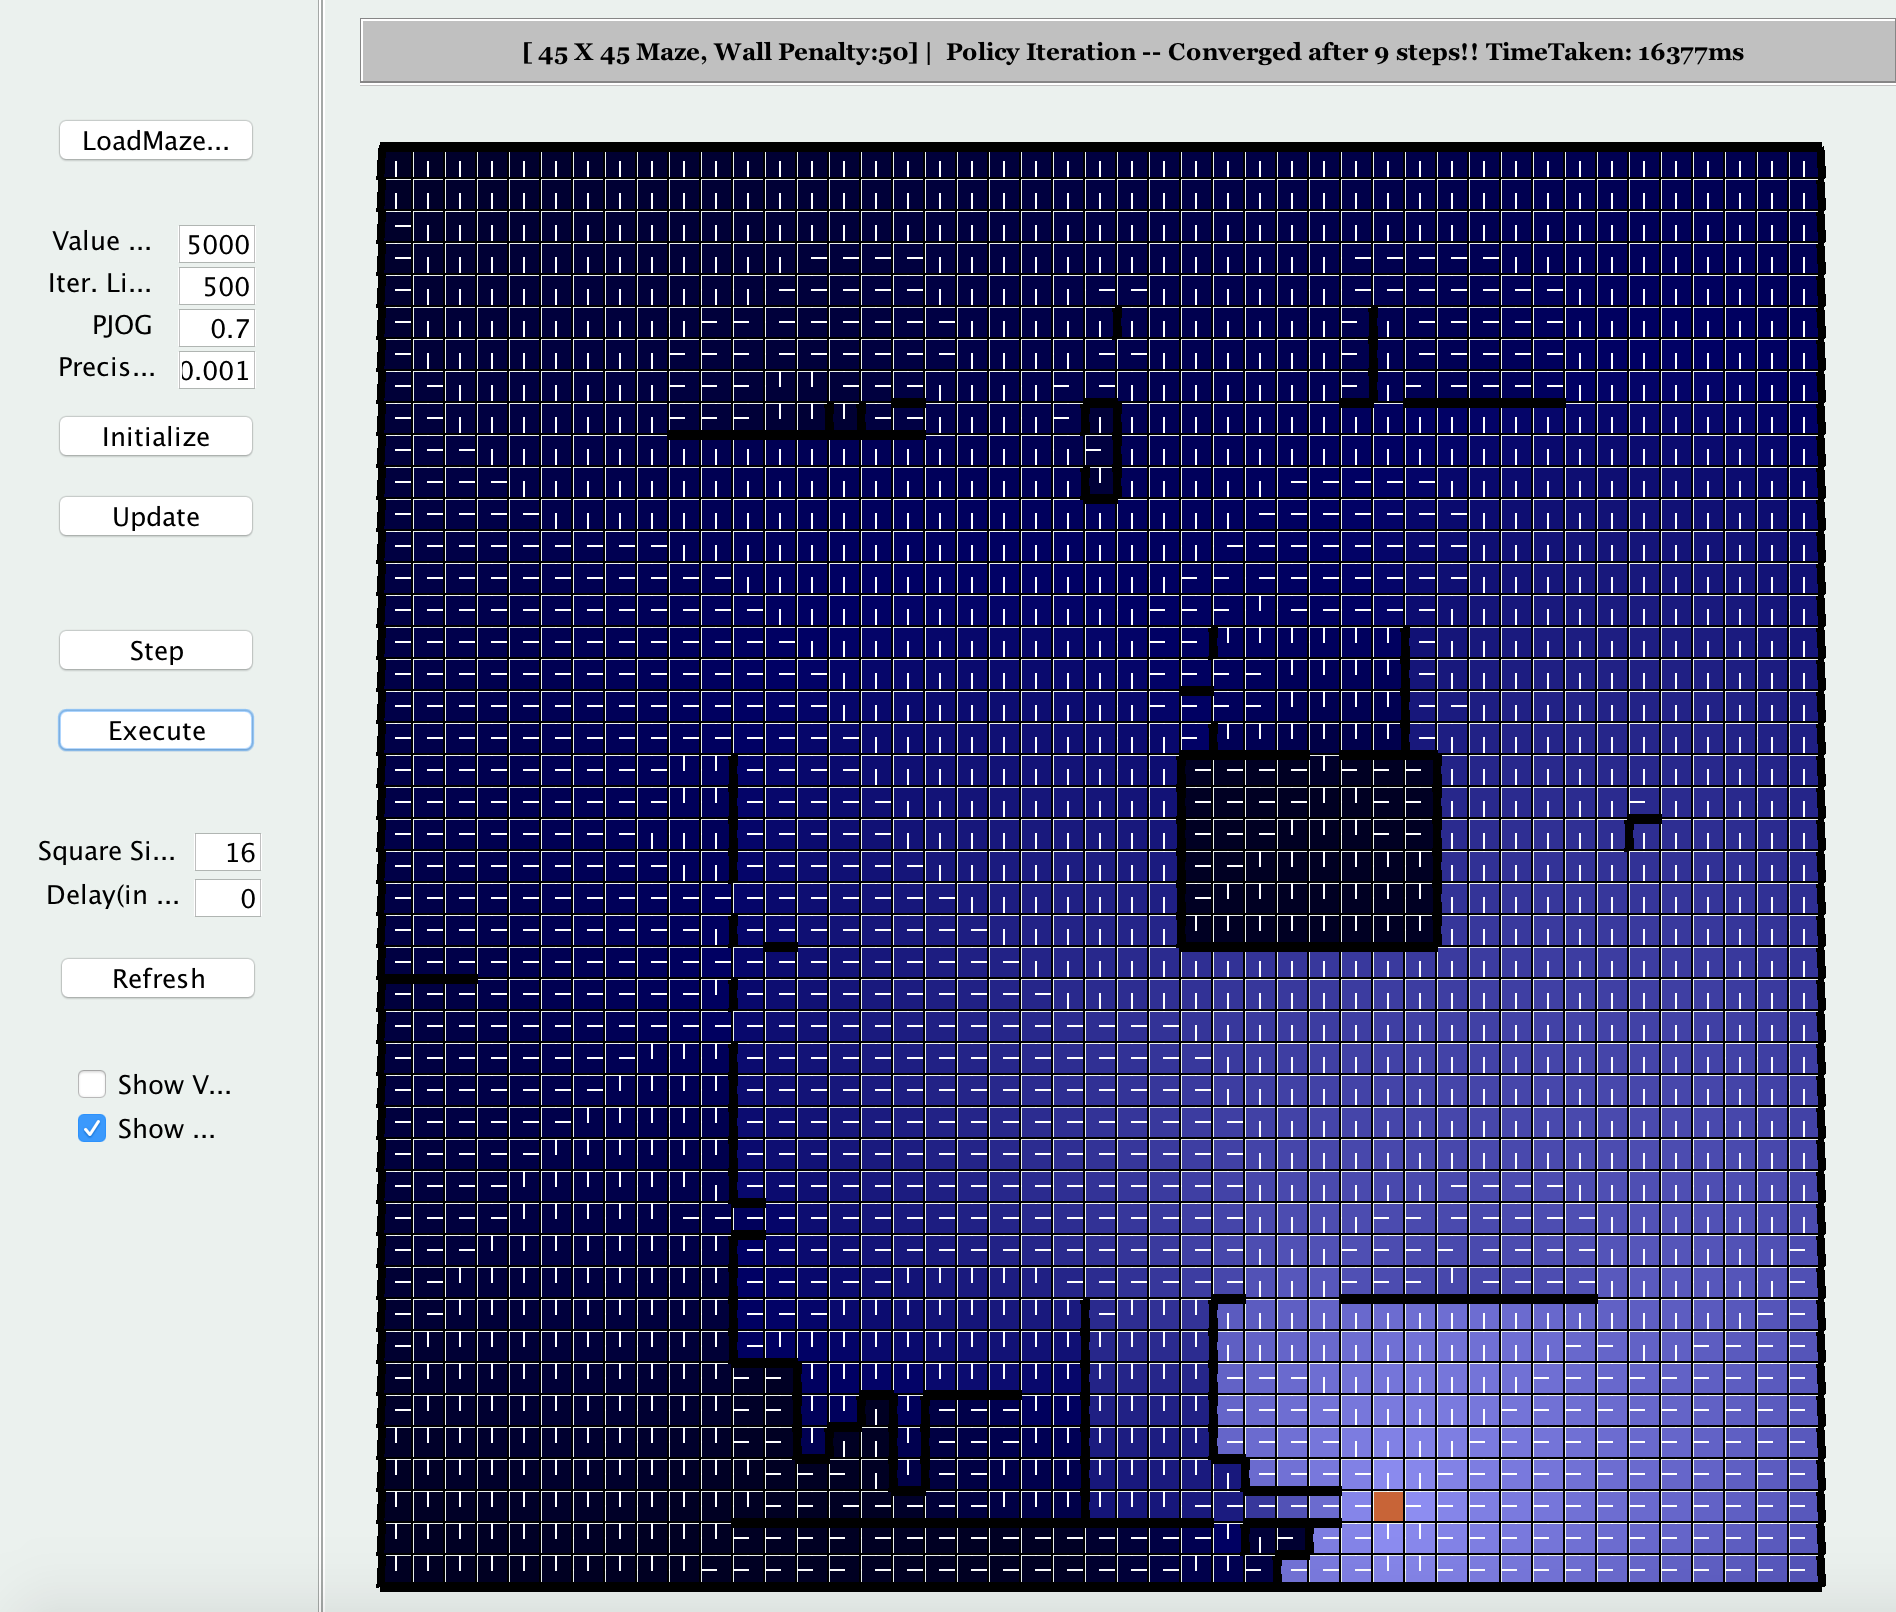 [ 45 X 45 Maze, Wall Penalty:50] | Policy Iteration -- Converged after 9 steps!! TimeTaken: 16377ms
LoadMaze...
Value ... 5000
Iter. Li... 500
PJOG 0.7
Precis... 0.001
Initialize
Update
Step
Execute
Square Si... 16
Delay(in ... 0
Refresh
Show V...
Show ...